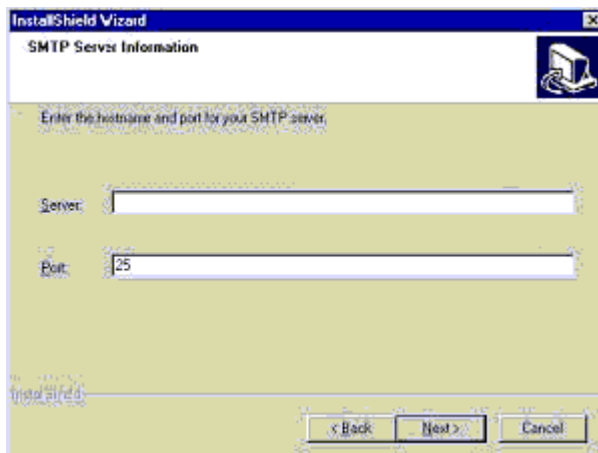 InstallShield Wizard
SMTP Server Information
Enter the hostname and port for your SMTP server.
Server:
Port: 25
InstallShield
< Back Next > Cancel